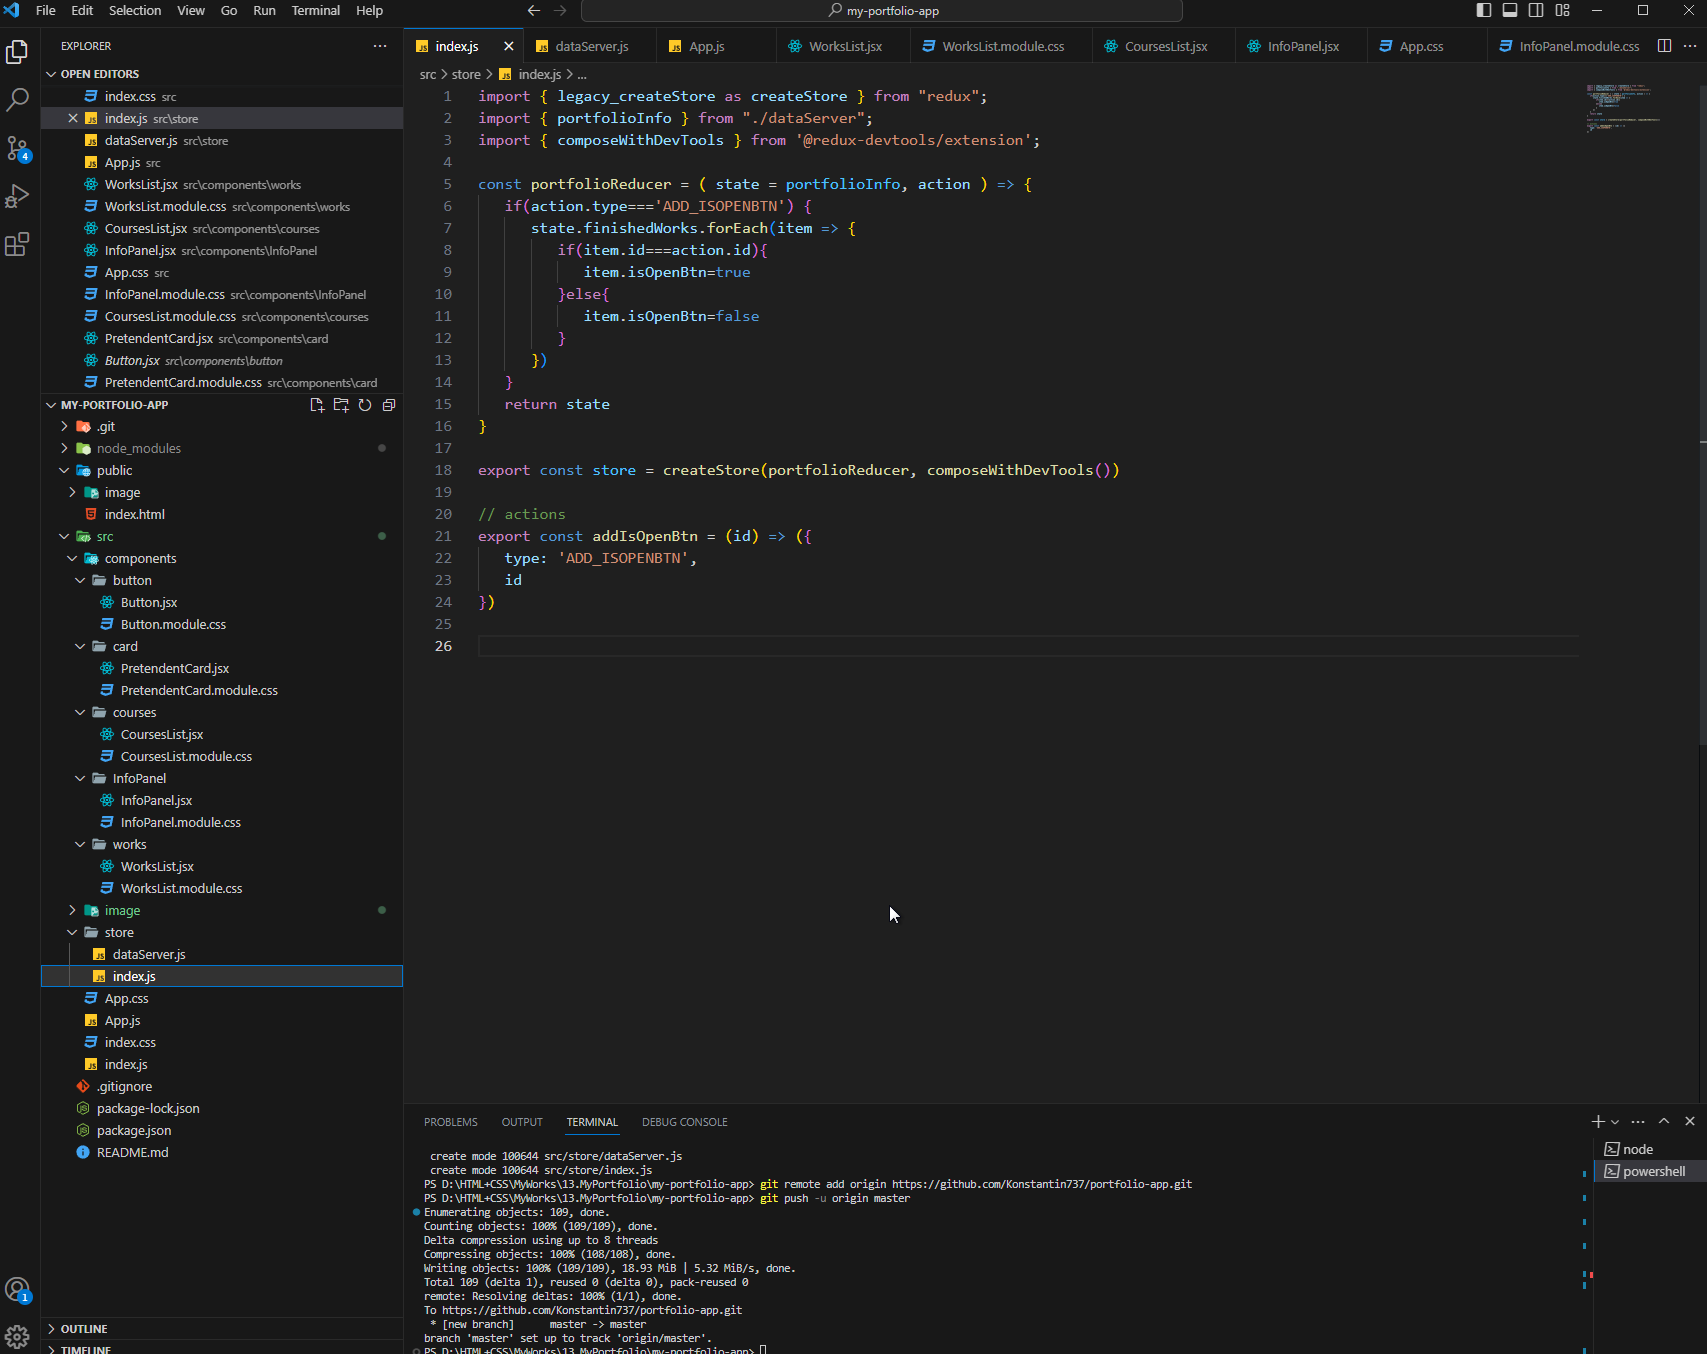 File Edit Selection View Go Run Terminal Help
my-portfolio-app
EXPLORER
OPEN EDITORS
index.css src
index.js src\store
dataServer.js src\store
App.js src
WorksList.jsx src\components\works
WorksList.module.css src\components\works
CoursesList.jsx src\components\courses
InfoPanel.jsx src\components\InfoPanel
App.css src
InfoPanel.module.css src\components\InfoPanel
CoursesList.module.css src\components\courses
PretendentCard.jsx src\components\card
Button.jsx src\components\button
PretendentCard.module.css src\components\card
MY-PORTFOLIO-APP
.git
node_modules
public
image
index.html
src
components
button
Button.jsx
Button.module.css
card
PretendentCard.jsx
PretendentCard.module.css
courses
CoursesList.jsx
CoursesList.module.css
InfoPanel
InfoPanel.jsx
InfoPanel.module.css
works
WorksList.jsx
WorksList.module.css
image
store
dataServer.js
index.js
App.css
App.js
index.css
index.js
.gitignore
package-lock.json
package.json
README.md
OUTLINE
TIMELINE
4
1
index.js dataServer.js App.js WorksList.jsx WorksList.module.css CoursesList.jsx InfoPanel.jsx App.css InfoPanel.module.css
src > store > index.js > ...
1 import { legacy_createStore as createStore } from "redux";
2 import { portfolioInfo } from "./dataServer";
3 import { composeWithDevTools } from '@redux-devtools/extension';
4
5 const portfolioReducer = ( state = portfolioInfo, action ) => {
6 if(action.type==='ADD_ISOPENBTN') {
7 state.finishedWorks.forEach(item => {
8 if(item.id===action.id){
9 item.isOpenBtn=true
10 }else{
11 item.isOpenBtn=false
12 }
13 })
14 }
15 return state
16 }
17
18 export const store = createStore(portfolioReducer, composeWithDevTools())
19
20 // actions
21 export const addIsOpenBtn = (id) => ({
22 type: 'ADD_ISOPENBTN',
23 id
24 })
25
26
PROBLEMS OUTPUT TERMINAL DEBUG CONSOLE
create mode 100644 src/store/dataServer.js
create mode 100644 src/store/index.js
PS D:\HTML+CSS\MyWorks\13.MyPortfolio\my-portfolio-app> git remote add origin https://github.com/Konstantin737/portfolio-app.git
PS D:\HTML+CSS\MyWorks\13.MyPortfolio\my-portfolio-app> git push -u origin master
Enumerating objects: 109, done.
Counting objects: 100% (109/109), done.
Delta compression using up to 8 threads
Compressing objects: 100% (108/108), done.
Writing objects: 100% (109/109), 18.93 MiB | 5.32 MiB/s, done.
Total 109 (delta 1), reused 0 (delta 0), pack-reused 0
remote: Resolving deltas: 100% (1/1), done.
To https://github.com/Konstantin737/portfolio-app.git
* [new branch] master -> master
branch 'master' set up to track 'origin/master'.
PS D:\HTML+CSS\MyWorks\13.MyPortfolio\my-portfolio-app>
node
powershell